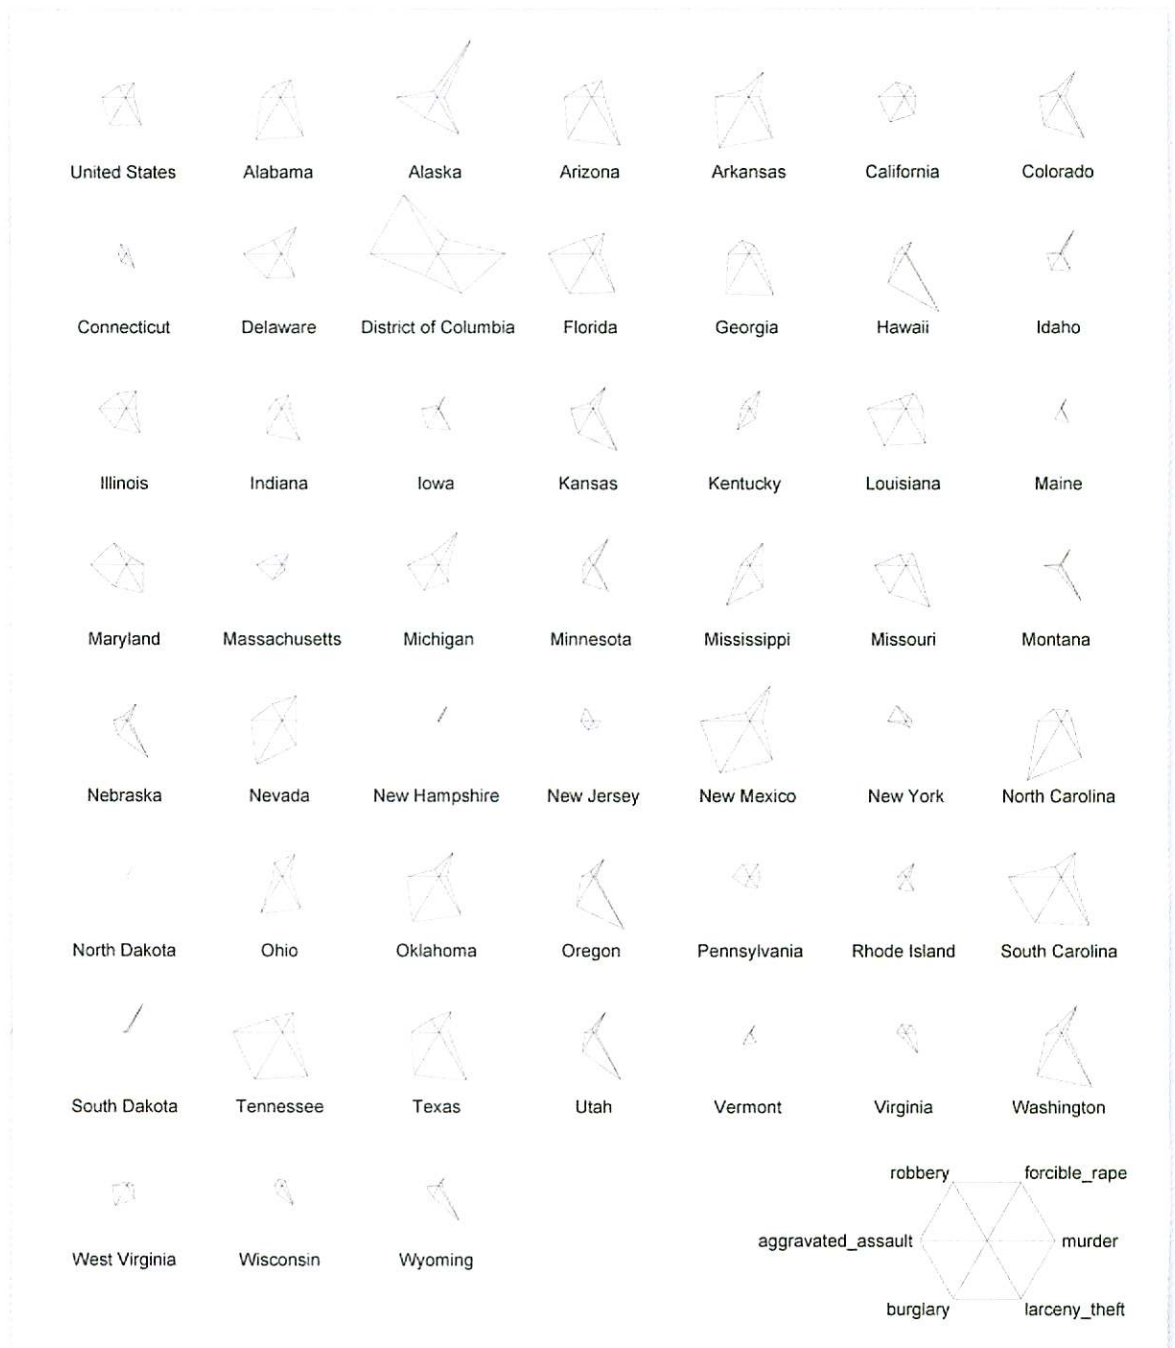 United States Alabama Alaska Arizona Arkansas California Colorado
Connecticut Delaware District of Columbia Florida Georgia Hawaii Idaho
Illinois Indiana Iowa Kansas Kentucky Louisiana Maine
Maryland Massachusetts Michigan Minnesota Mississippi Missouri Montana
Nebraska Nevada New Hampshire New Jersey New Mexico New York North Carolina
North Dakota Ohio Oklahoma Oregon Pennsylvania Rhode Island South Carolina
South Dakota Tennessee Texas Utah Vermont Virginia Washington
West Virginia Wisconsin Wyoming
robbery forcible_rape
aggravated_assault murder
burglary larceny_theft